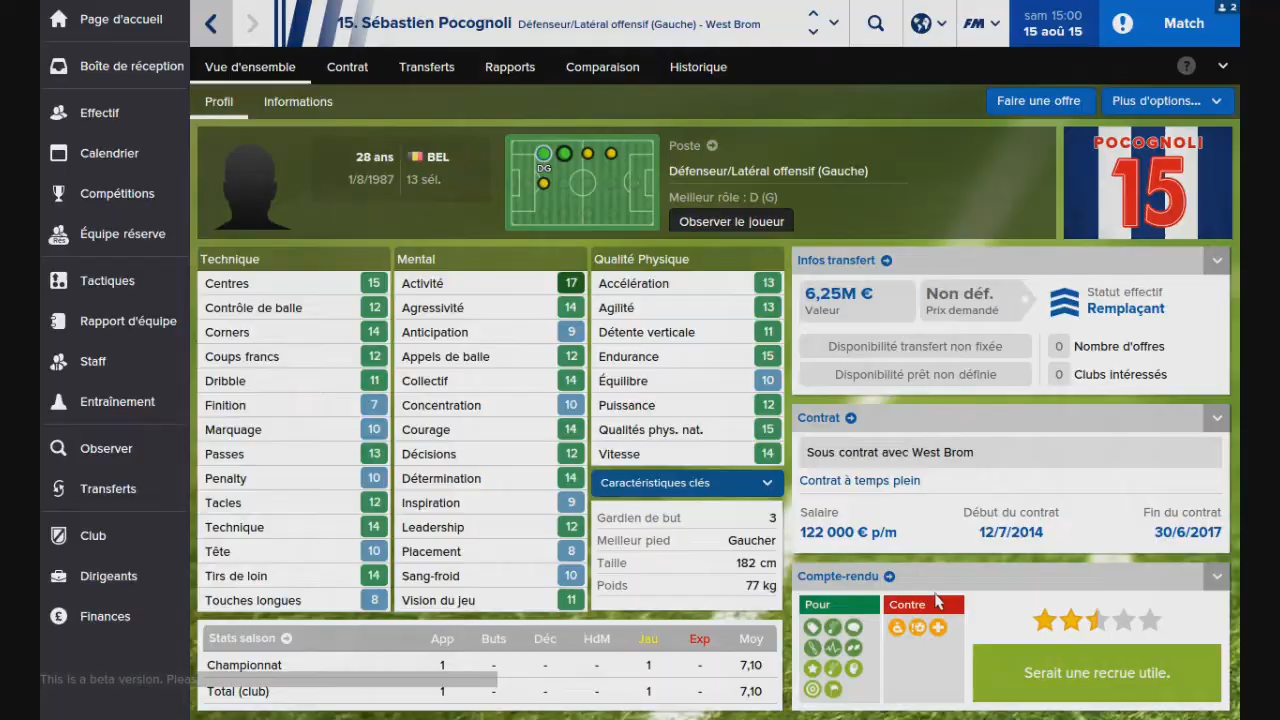 Page d'accueil
Boîte de réception
Effectif
Calendrier
Compétitions
Rés
Équipe réserve
Tactiques
Rapport d'équipe
Staff
Entraînement
Observer
Transferts
Club
Dirigeants
Finances
This is a beta version. Pleas
15. Sébastien Pocognoli Défenseur/Latéral offensif (Gauche) - West Brom
FM
sam 15:00
15 aoû 15
Match
2
Vue d'ensemble Contrat Transferts Rapports Comparaison Historique
?
Profil Informations
Faire une offre
Plus d'options...
28 ans BEL
1/8/1987 13 sél.
DG
Poste
Défenseur/Latéral offensif (Gauche)
Meilleur rôle : D (G)
Observer le joueur
POCOGNOLI
15
Technique
Centres 15
Contrôle de balle 12
Corners 14
Coups francs 12
Dribble 11
Finition 7
Marquage 10
Passes 13
Penalty 10
Tacles 12
Technique 14
Tête 10
Tirs de loin 14
Touches longues 8
Mental
Activité 17
Agressivité 14
Anticipation 9
Appels de balle 12
Collectif 14
Concentration 10
Courage 14
Décisions 12
Détermination 14
Inspiration 9
Leadership 12
Placement 8
Sang-froid 10
Vision du jeu 11
Qualité Physique
Accélération 13
Agilité 13
Détente verticale 11
Endurance 15
Équilibre 10
Puissance 12
Qualités phys. nat. 15
Vitesse 14
Caractéristiques clés
Gardien de but 3
Meilleur pied Gaucher
Taille 182 cm
Poids 77 kg
Stats saison App Buts Déc HdM Jau Exp Moy
Championnat 1 - - - 1 - 7,10
Total (club) 1 - - - 1 - 7,10
Infos transfert
6,25M €
Valeur
Non déf.
Prix demandé
Statut effectif
Remplaçant
Disponibilité transfert non fixée
0 Nombre d'offres
Disponibilité prêt non définie
0 Clubs intéressés
Contrat
Sous contrat avec West Brom
Contrat à temps plein
Salaire Début du contrat Fin du contrat
122 000 € p/m 12/7/2014 30/6/2017
Compte-rendu
Pour Contre
Serait une recrue utile.